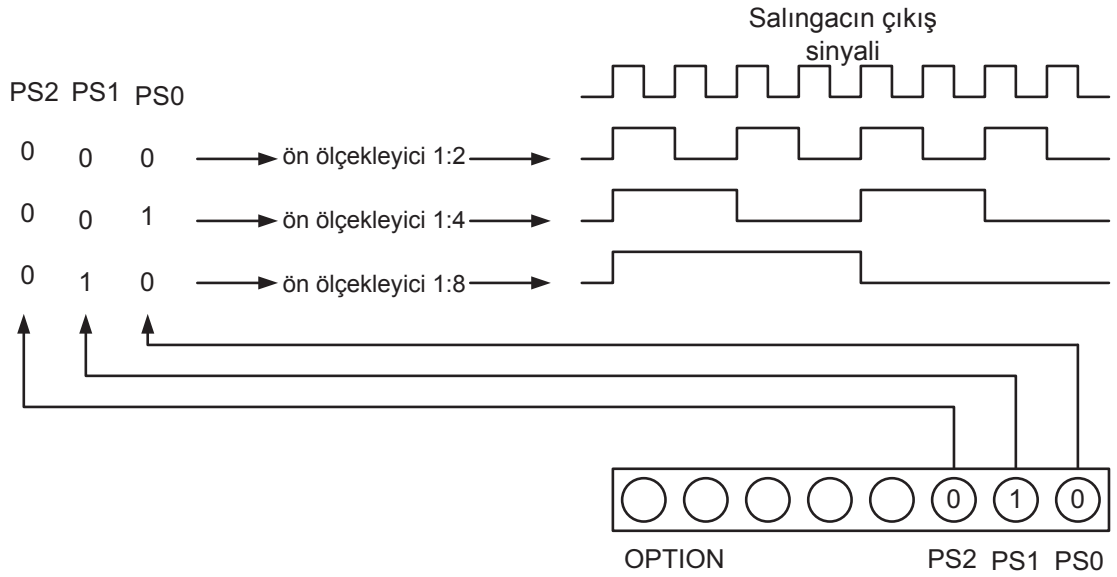 Salıngacın çıkış
sinyali
PS2 PS1 PS0
0 0 0 ön ölçekleyici 1:2
0 0 1 ön ölçekleyici 1:4
0 1 0 ön ölçekleyici 1:8
0 1 0
OPTION PS2 PS1 PS0